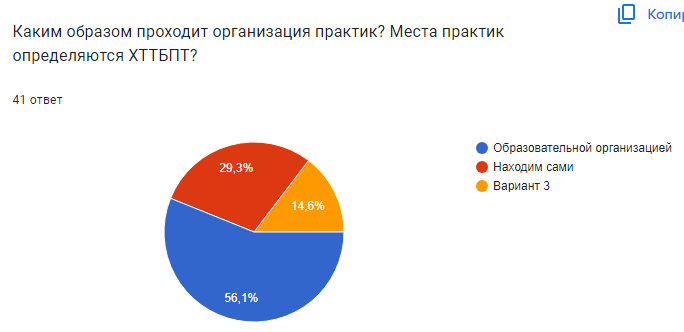 Каким образом проходит организация практик? Места практик
определяются ХТТБПТ?
41 ответ
29,3%
14,6%
56,1%
Образовательной организацией
Находим сами
Вариант 3